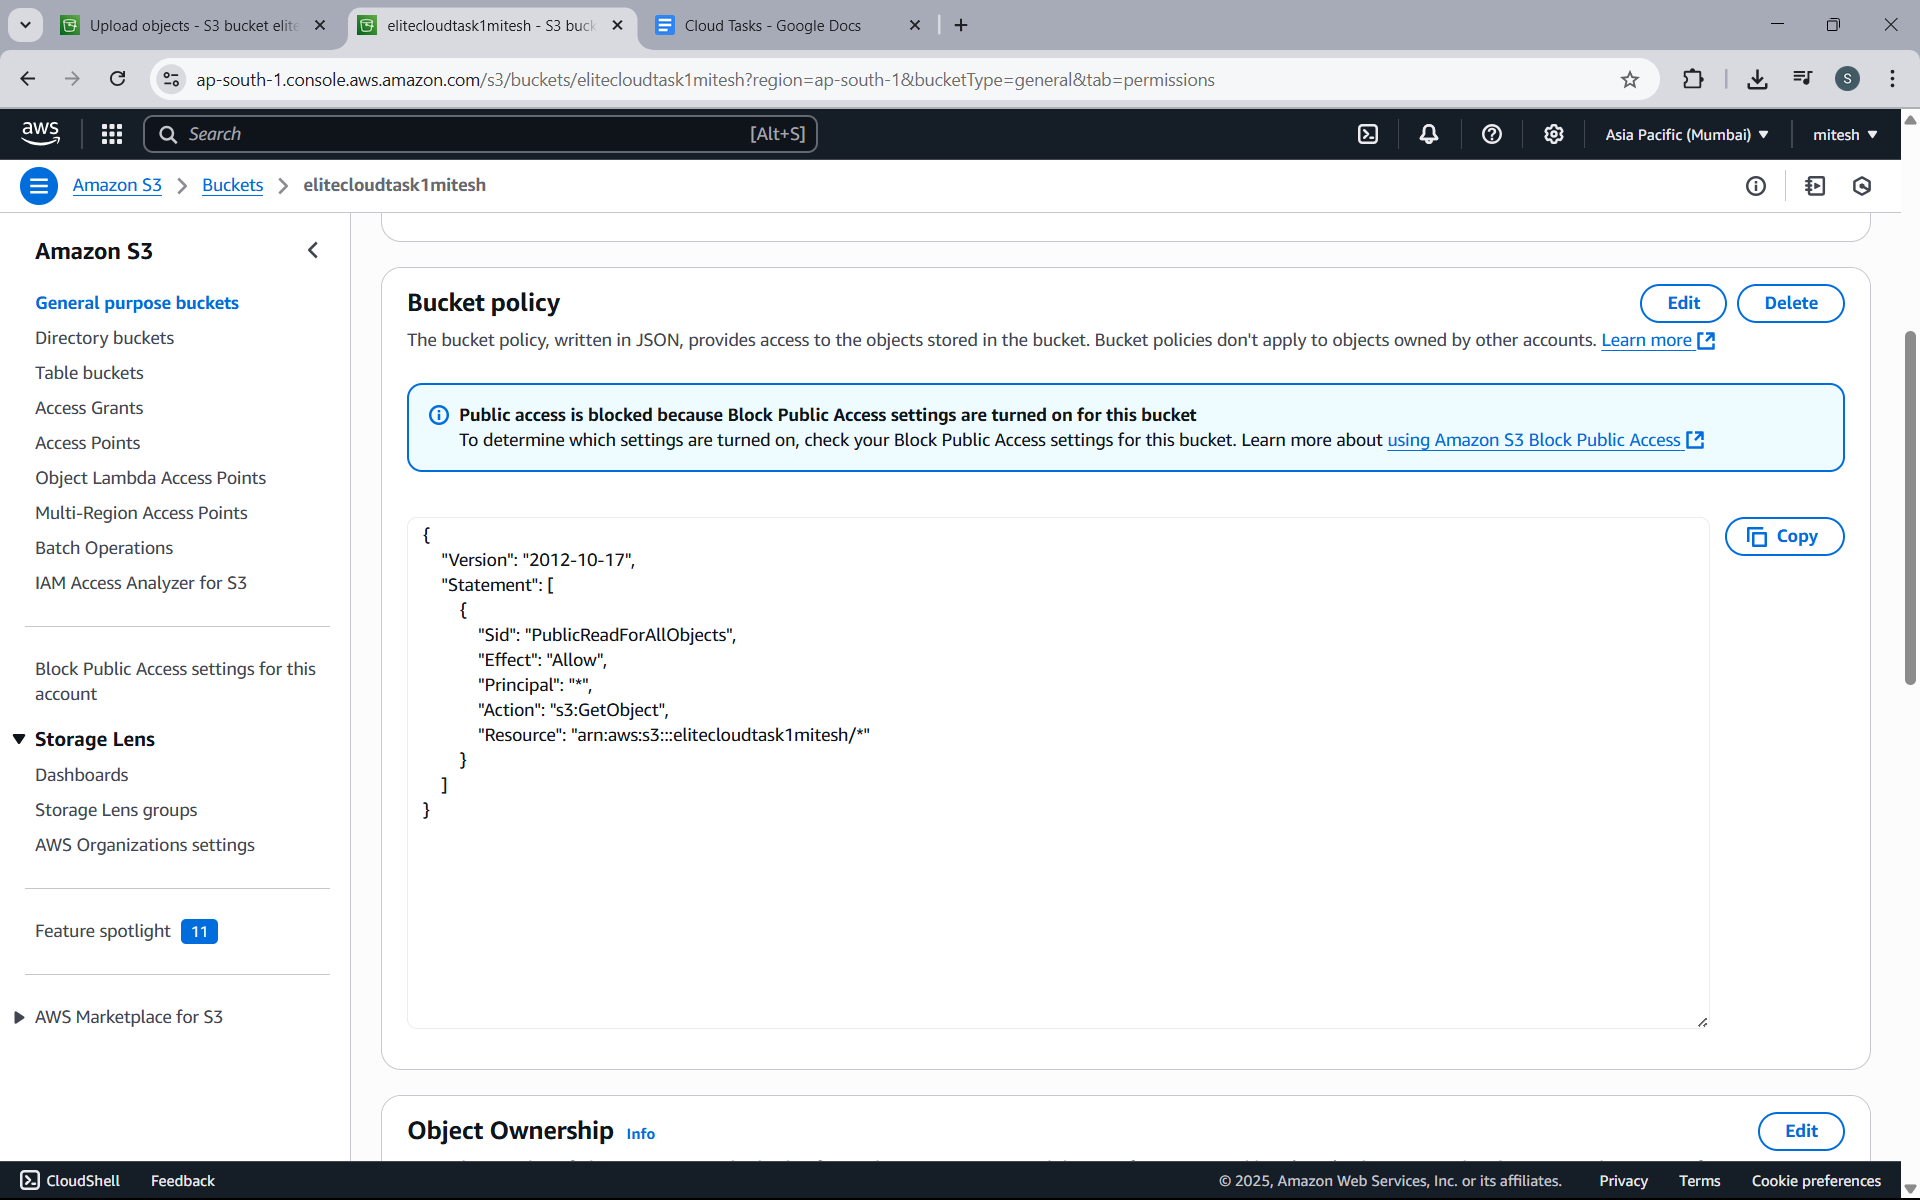 Upload objects - S3 bucket elite
elitecloudtask1mitesh - S3 buck
Cloud Tasks - Google Docs
ap-south-1.console.aws.amazon.com/s3/buckets/elitecloudtask1mitesh?region=ap-south-1&bucketType=general&tab=permissions
S
aws
Search
[Alt+S]
Asia Pacific (Mumbai)
mitesh
Amazon S3
Buckets
elitecloudtask1mitesh
Amazon S3
General purpose buckets
Directory buckets
Table buckets
Access Grants
Access Points
Object Lambda Access Points
Multi-Region Access Points
Batch Operations
IAM Access Analyzer for S3
Block Public Access settings for this
account
Storage Lens
Dashboards
Storage Lens groups
AWS Organizations settings
Feature spotlight 11
AWS Marketplace for S3
Bucket policy
Edit
Delete
The bucket policy, written in JSON, provides access to the objects stored in the bucket. Bucket policies don't apply to objects owned by other accounts. Learn more
Public access is blocked because Block Public Access settings are turned on for this bucket
To determine which settings are turned on, check your Block Public Access settings for this bucket. Learn more about using Amazon S3 Block Public Access
Copy
{
"Version": "2012-10-17",
"Statement": [
{
"Sid": "PublicReadForAllObjects",
"Effect": "Allow",
"Principal": "*",
"Action": "s3:GetObject",
"Resource": "arn:aws:s3:::elitecloudtask1mitesh/*"
}
]
}
Object Ownership Info
Edit
CloudShell
Feedback
© 2025, Amazon Web Services, Inc. or its affiliates.
Privacy
Terms
Cookie preferences